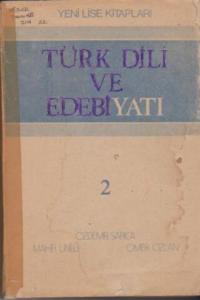 YENİ LİSE KİTAPLARI
TÜRK DİLİ
VE
EDEBİYATI
2
ÖZDEMİR SARICA
MAHİR ÜNLÜ ÖMER ÖZCAN